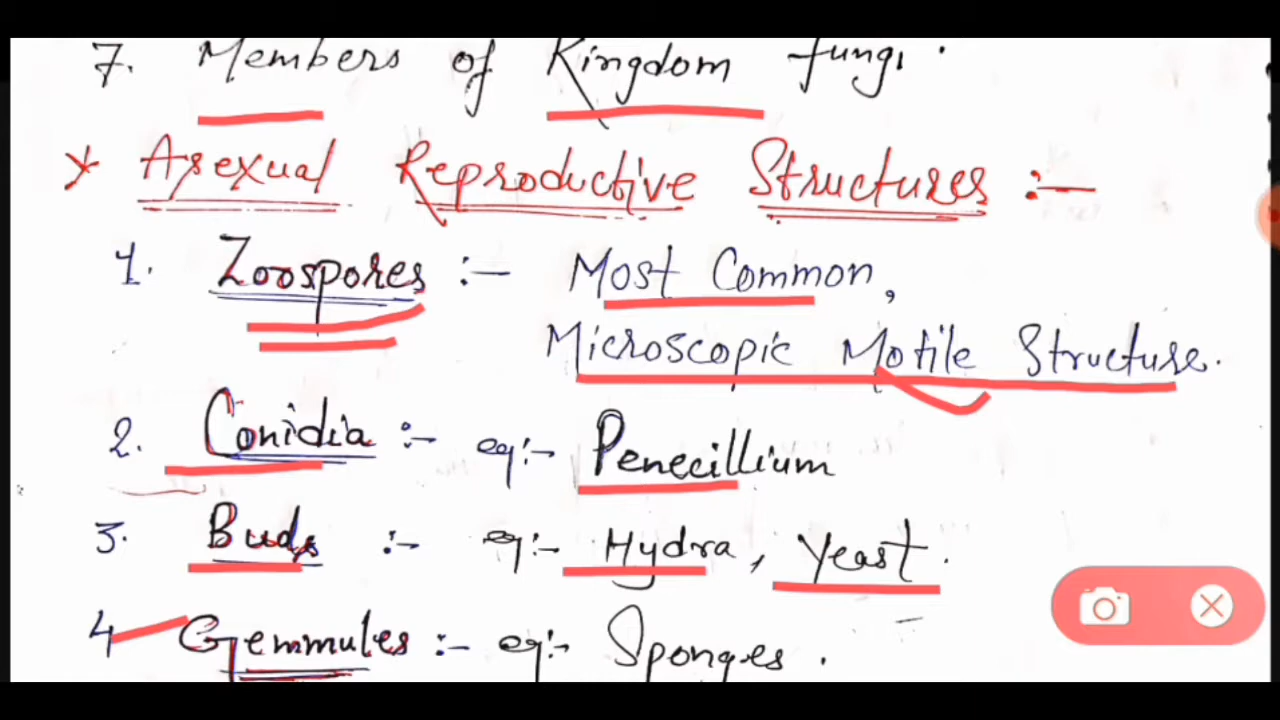 7. Members of Kingdom fungi.
* Asexual Reproductive Structures :-
1. Zoospores :- Most Common,
Microscopic Motile Structure.
2. Conidia :- eg:- Penecillium
3. Buds :- eg:- Hydra, Yeast.
4 Gemmules :- eg:- Sponges.